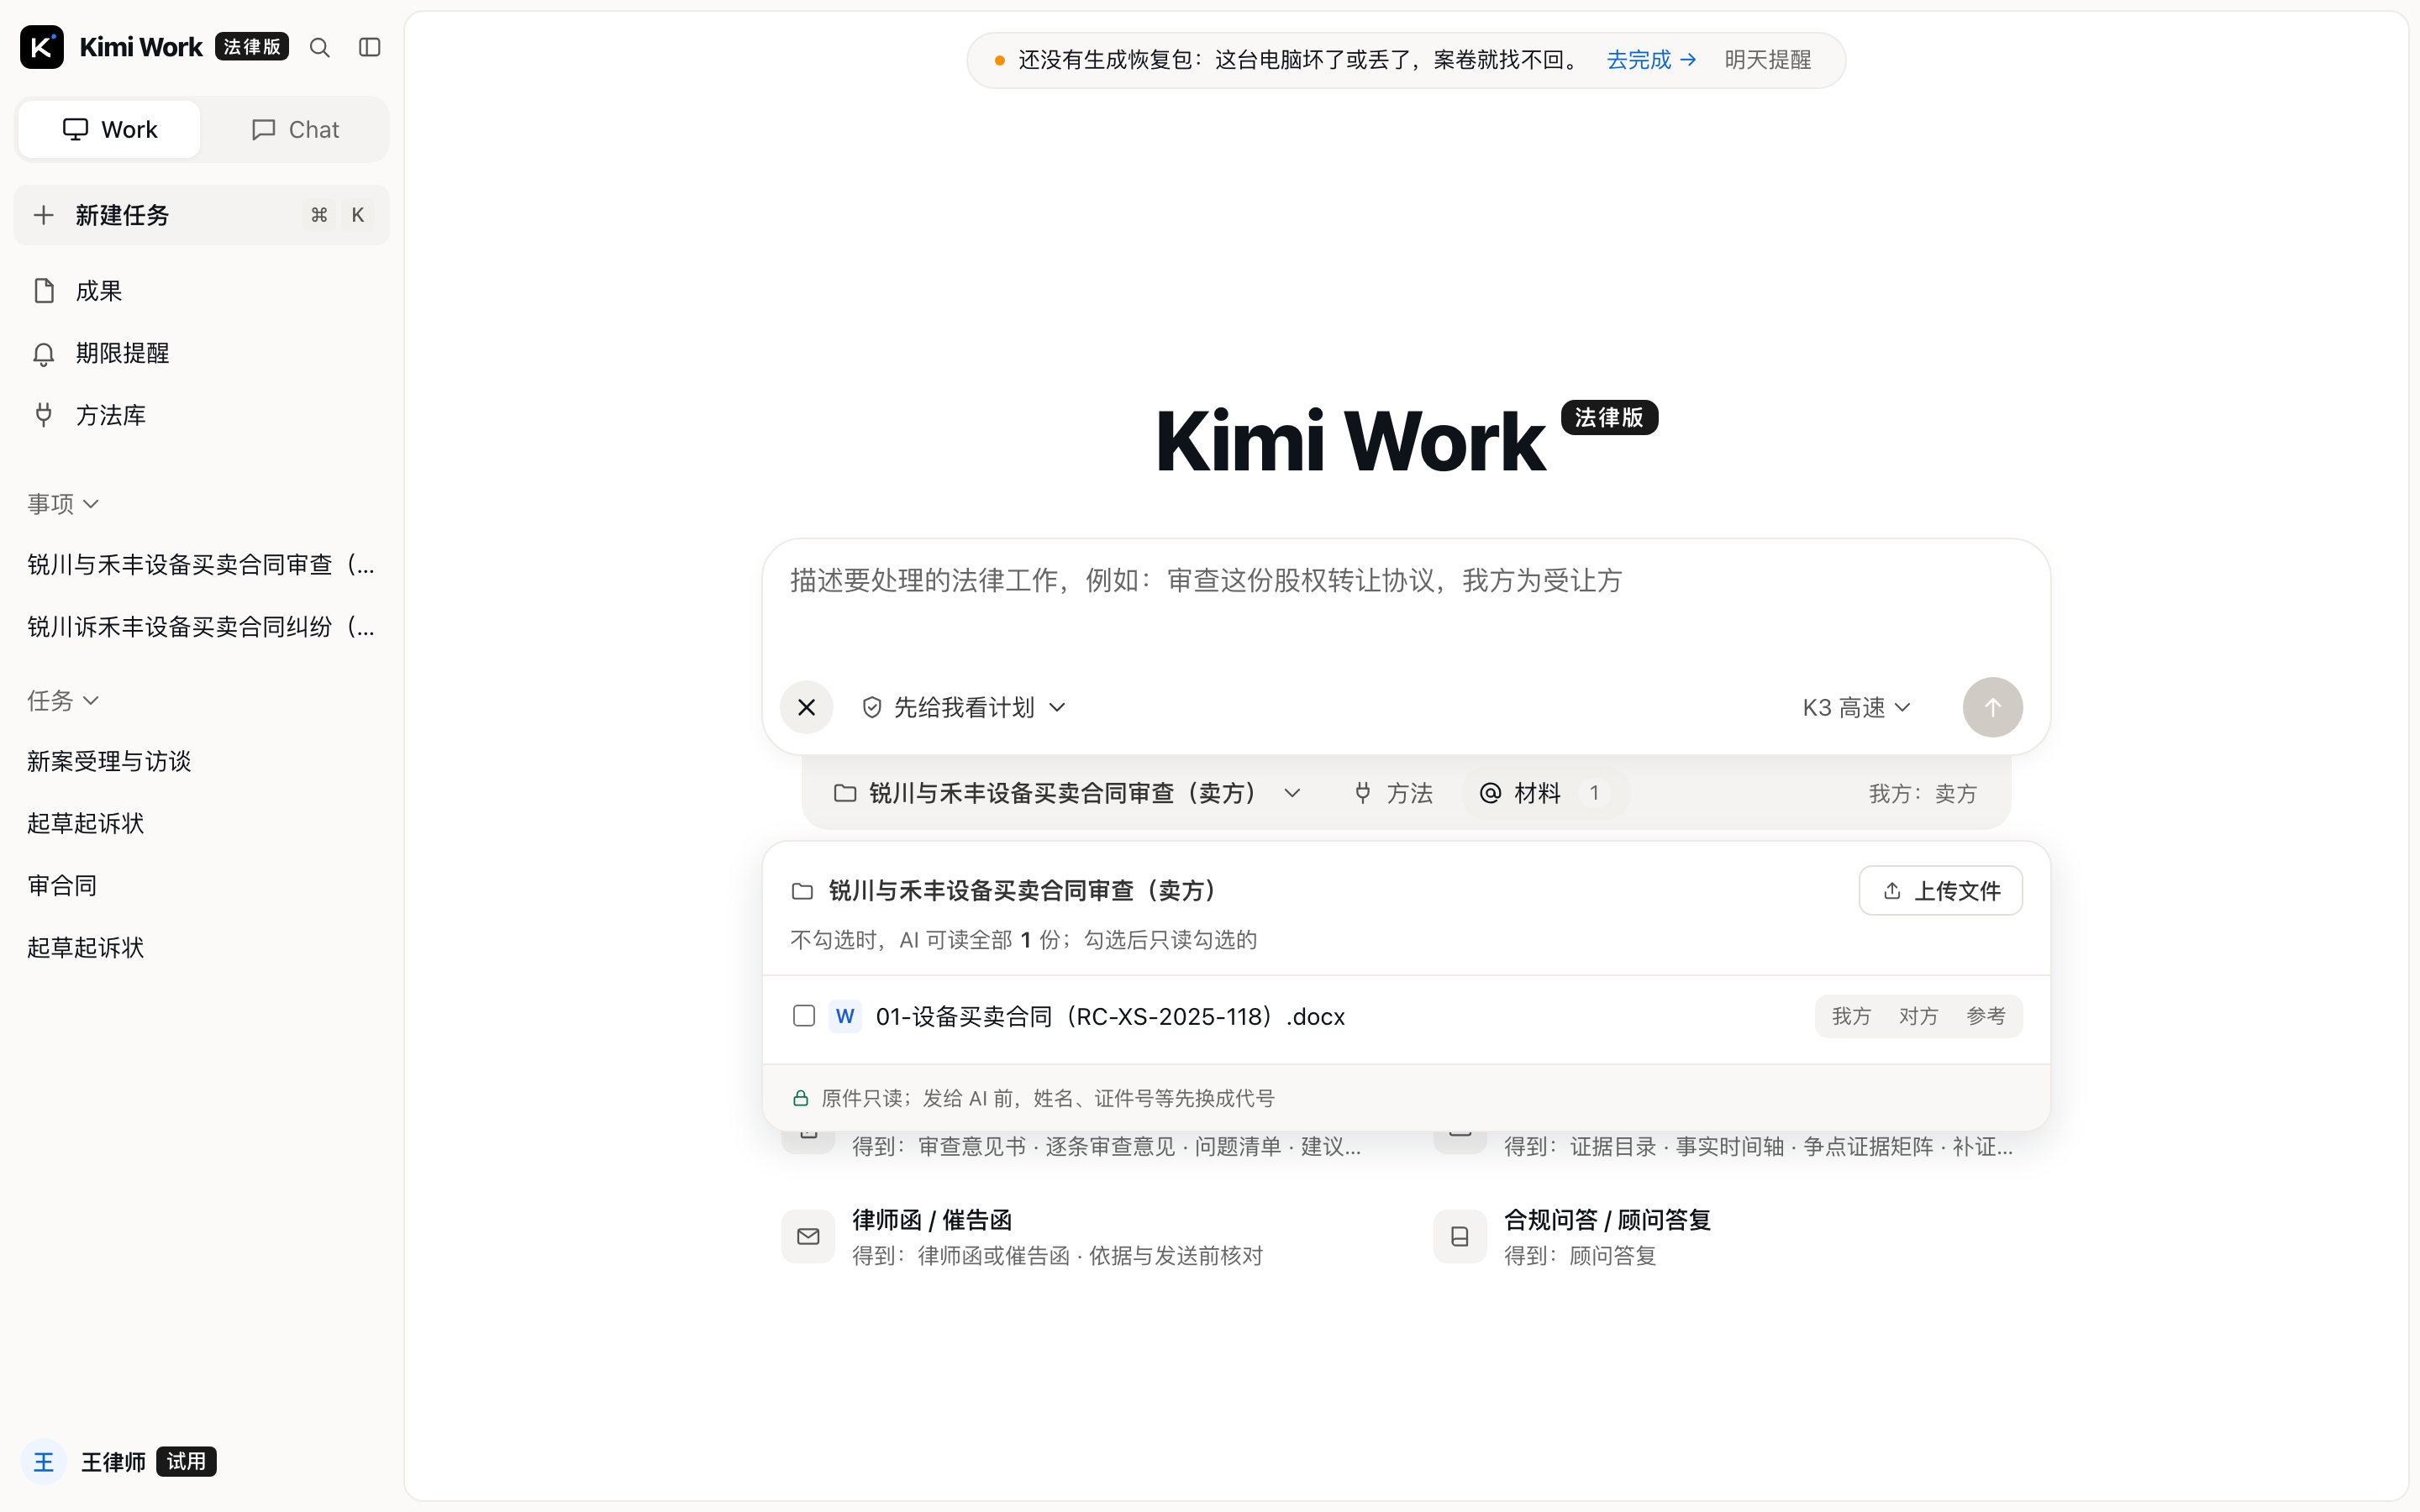 Kimi Work 法律版
Work
Chat
新建任务 ⌘ K
成果
期限提醒
方法库
事项
锐川与禾丰设备买卖合同审查（...
锐川诉禾丰设备买卖合同纠纷（...
任务
新案受理与访谈
起草起诉状
审合同
起草起诉状
王 王律师 试用
还没有生成恢复包：这台电脑坏了或丢了，案卷就找不回。 去完成 → 明天提醒
Kimi Work 法律版
描述要处理的法律工作，例如：审查这份股权转让协议，我方为受让方
先给我看计划
K3 高速
锐川与禾丰设备买卖合同审查（卖方） 方法 @ 材料 1 我方：卖方
锐川与禾丰设备买卖合同审查（卖方） 上传文件
不勾选时，AI 可读全部 1 份；勾选后只读勾选的
W 01-设备买卖合同（RC-XS-2025-118）.docx 我方 对方 参考
原件只读；发给 AI 前，姓名、证件号等先换成代号
得到：审查意见书 · 逐条审查意见 · 问题清单 · 建议...
得到：证据目录 · 事实时间轴 · 争点证据矩阵 · 补证...
律师函 / 催告函
得到：律师函或催告函 · 依据与发送前核对
合规问答 / 顾问答复
得到：顾问答复